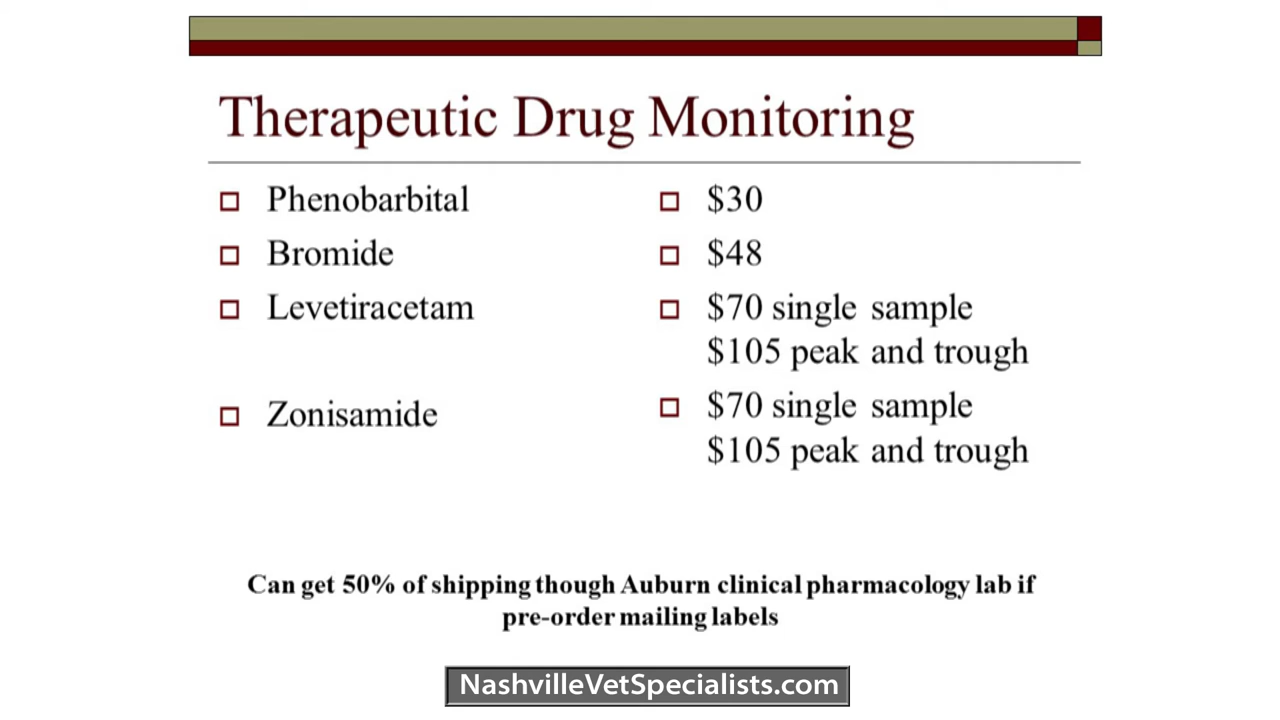 Therapeutic Drug Monitoring
Phenobarbital
Bromide
Levetiracetam
Zonisamide
$30
$48
$70 single sample
$105 peak and trough
$70 single sample
$105 peak and trough
Can get 50% of shipping though Auburn clinical pharmacology lab if
pre-order mailing labels
NashvilleVetSpecialists.com